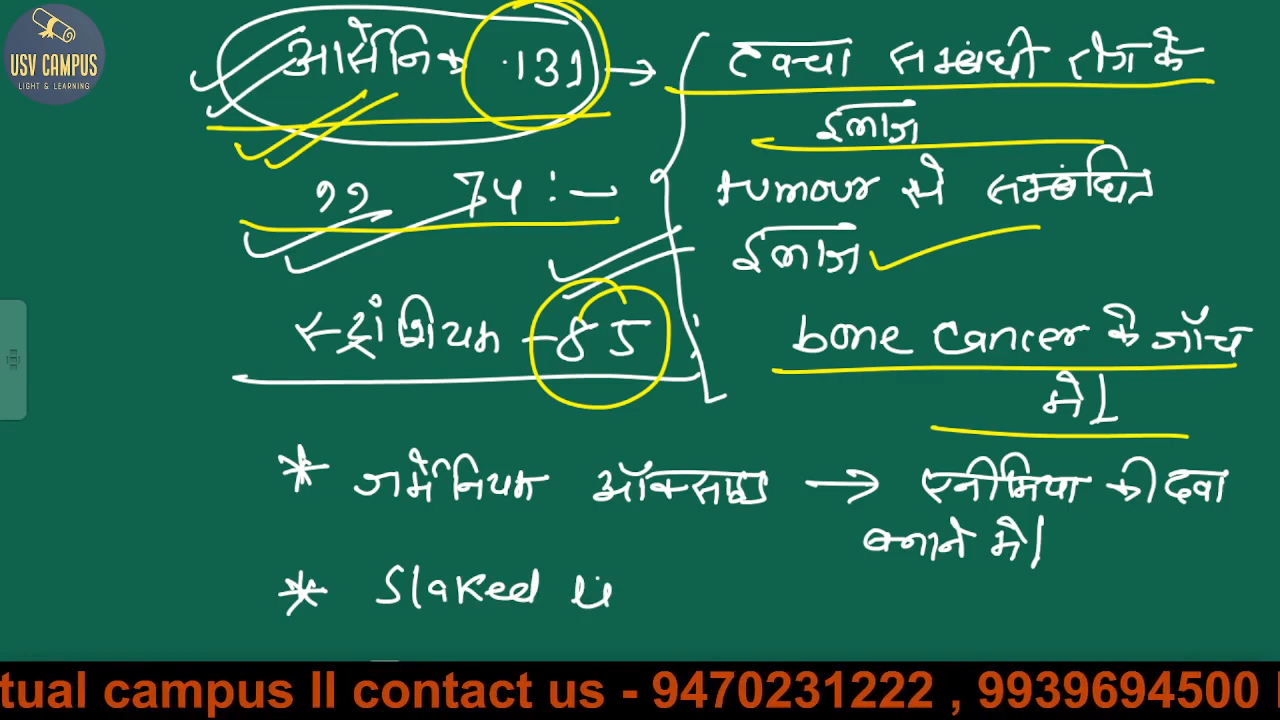 USV CAMPUS
LIGHT & LEARNING
आर्सेनिक 131 → त्वचा सम्बंधी रोग के
इलाज
,, 74 :- tumour से सम्बंधित
इलाज
स्ट्रांशियम - 85 bone cancer के जाँच
में।
* जर्मेनियम ऑक्साइड → एनीमिया की दवा
बनाने में।
* Slaked li
tual campus II contact us - 9470231222 , 9939694500